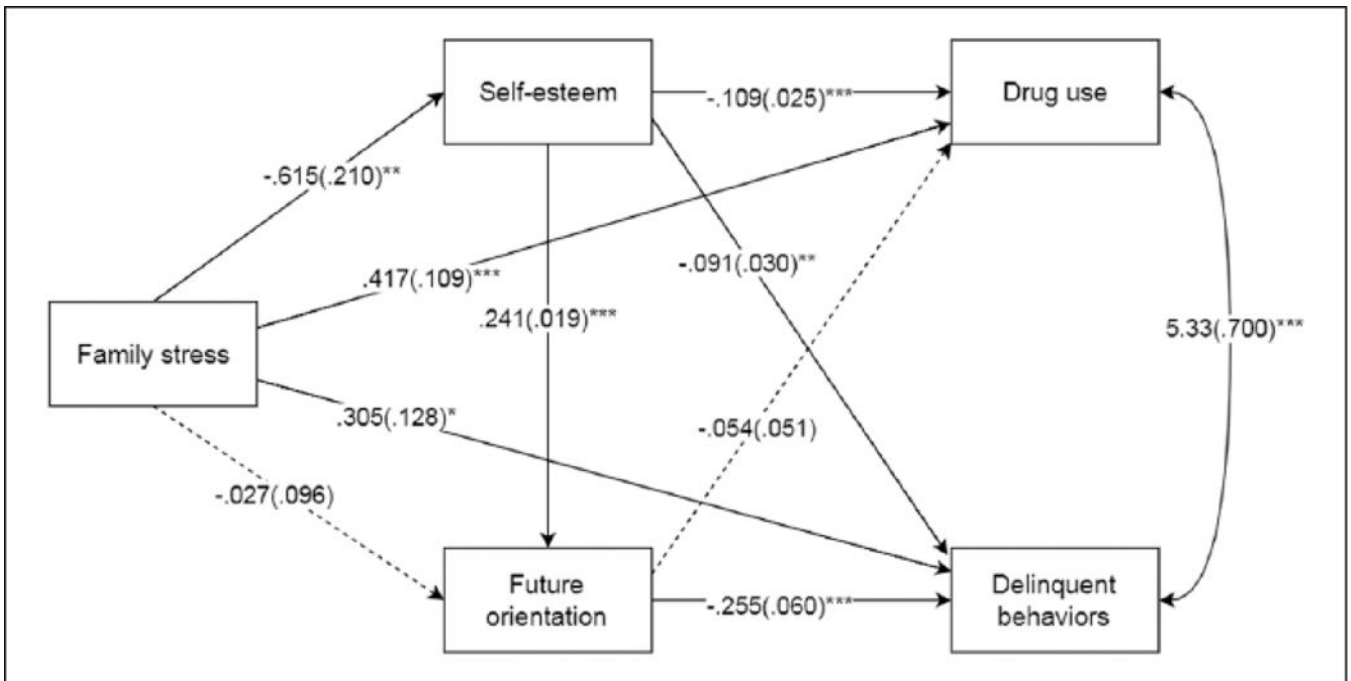 Self-esteem
Drug use
-.109(.025)***
-.615(.210)**
.417(.109)***
-.091(.030)**
.241(.019)***
5.33(.700)***
Family stress
.305(.128)*
-.054(.051)
-.027(.096)
Future
orientation
-.255(.060)***
Delinquent
behaviors